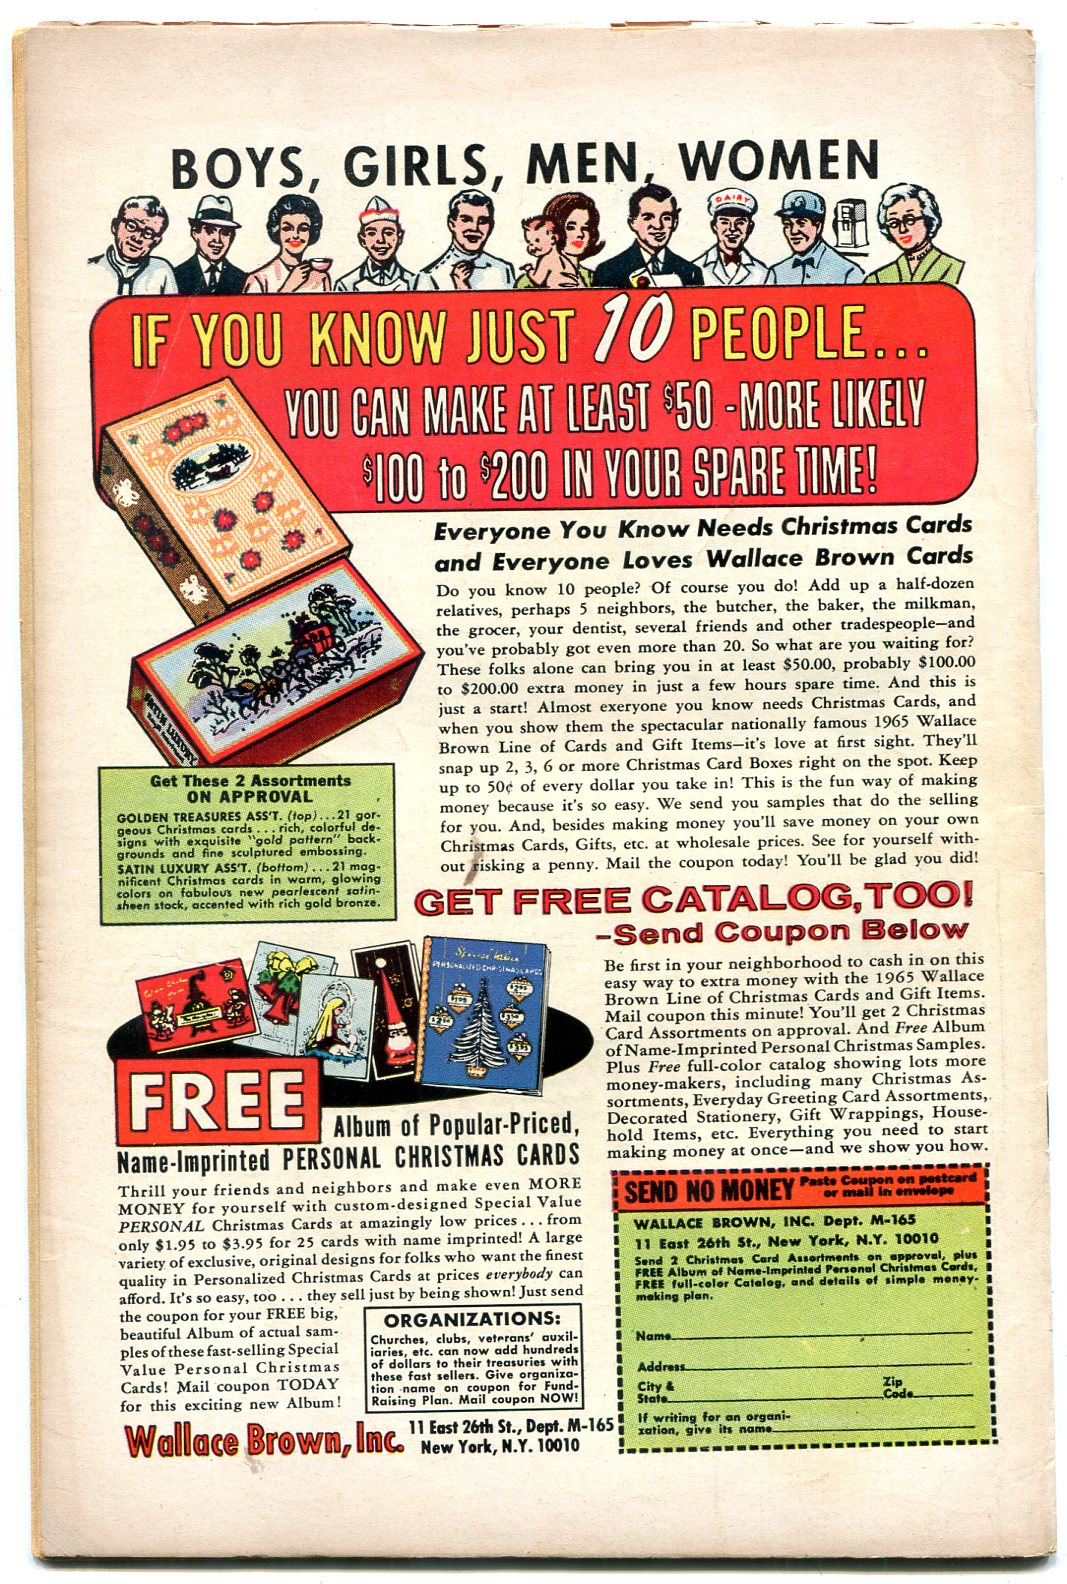 BOYS, GIRLS, MEN, WOMEN
DAIRY
IF YOU KNOW JUST 10 PEOPLE...
YOU CAN MAKE AT LEAST $50 - MORE LIKELY
$100 to $200 IN YOUR SPARE TIME!
Everyone You Know Needs Christmas Cards
and Everyone Loves Wallace Brown Cards
Do you know 10 people? Of course you do! Add up a half-dozen
relatives, perhaps 5 neighbors, the butcher, the baker, the milkman,
the grocer, your dentist, several friends and other tradespeople—and
you've probably got even more than 20. So what are you waiting for?
These folks alone can bring you in at least $50.00, probably $100.00
to $200.00 extra money in just a few hours spare time. And this is
just a start! Almost exeryone you know needs Christmas Cards, and
when you show them the spectacular nationally famous 1965 Wallace
Brown Line of Cards and Gift Items—it's love at first sight. They'll
snap up 2, 3, 6 or more Christmas Card Boxes right on the spot. Keep
up to 50¢ of every dollar you take in! This is the fun way of making
money because it's so easy. We send you samples that do the selling
for you. And, besides making money you'll save money on your own
Christmas Cards, Gifts, etc. at wholesale prices. See for yourself with-
out risking a penny. Mail the coupon today! You'll be glad you did!
SATIN LUXURY
Get These 2 Assortments
ON APPROVAL
GOLDEN TREASURES ASS'T. (top)...21 gor-
geous Christmas cards...rich, colorful de-
signs with exquisite "gold pattern" back-
grounds and fine sculptured embossing.
SATIN LUXURY ASS'T. (bottom)...21 mag-
nificent Christmas cards in warm, glowing
colors on fabulous new pearlescent satin-
sheen stock, accented with rich gold bronze.
GET FREE CATALOG, TOO!
-Send Coupon Below
Be first in your neighborhood to cash in on this
easy way to extra money with the 1965 Wallace
Brown Line of Christmas Cards and Gift Items.
Mail coupon this minute! You'll get 2 Christmas
Card Assortments on approval. And Free Album
of Name-Imprinted Personal Christmas Samples.
Plus Free full-color catalog showing lots more
money-makers, including many Christmas As-
sortments, Everyday Greeting Card Assortments,
Decorated Stationery, Gift Wrappings, House-
hold Items, etc. Everything you need to start
making money at once—and we show you how.
Special Value
PERSONALIZED CHRISTMAS CARDS
FREE
Album of Popular-Priced,
Name-Imprinted PERSONAL CHRISTMAS CARDS
Thrill your friends and neighbors and make even MORE
MONEY for yourself with custom-designed Special Value
PERSONAL Christmas Cards at amazingly low prices...from
only $1.95 to $3.95 for 25 cards with name imprinted! A large
variety of exclusive, original designs for folks who want the finest
quality in Personalized Christmas Cards at prices everybody can
afford. It's so easy, too...they sell just by being shown! Just send
the coupon for your FREE big,
beautiful Album of actual sam-
ples of these fast-selling Special
Value Personal Christmas
Cards! Mail coupon TODAY
for this exciting new Album!
ORGANIZATIONS:
Churches, clubs, veterans' auxil-
iaries, etc. can now add hundreds
of dollars to their treasuries with
these fast sellers. Give organiza-
tion name on coupon for Fund-
Raising Plan. Mail coupon NOW!
Wallace Brown, Inc.
11 East 26th St., Dept. M-165
New York, N.Y. 10010
SEND NO MONEY Paste Coupon on postcard
or mail in envelope
WALLACE BROWN, INC. Dept. M-165
11 East 26th St., New York, N.Y. 10010
Send 2 Christmas Card Assortments on approval, plus
FREE Album of Name-Imprinted Personal Christmas Cards,
FREE full-color Catalog, and details of simple money-
making plan.
Name
Address
City &
State
Zip
Code
If writing for an organi-
zation, give its name